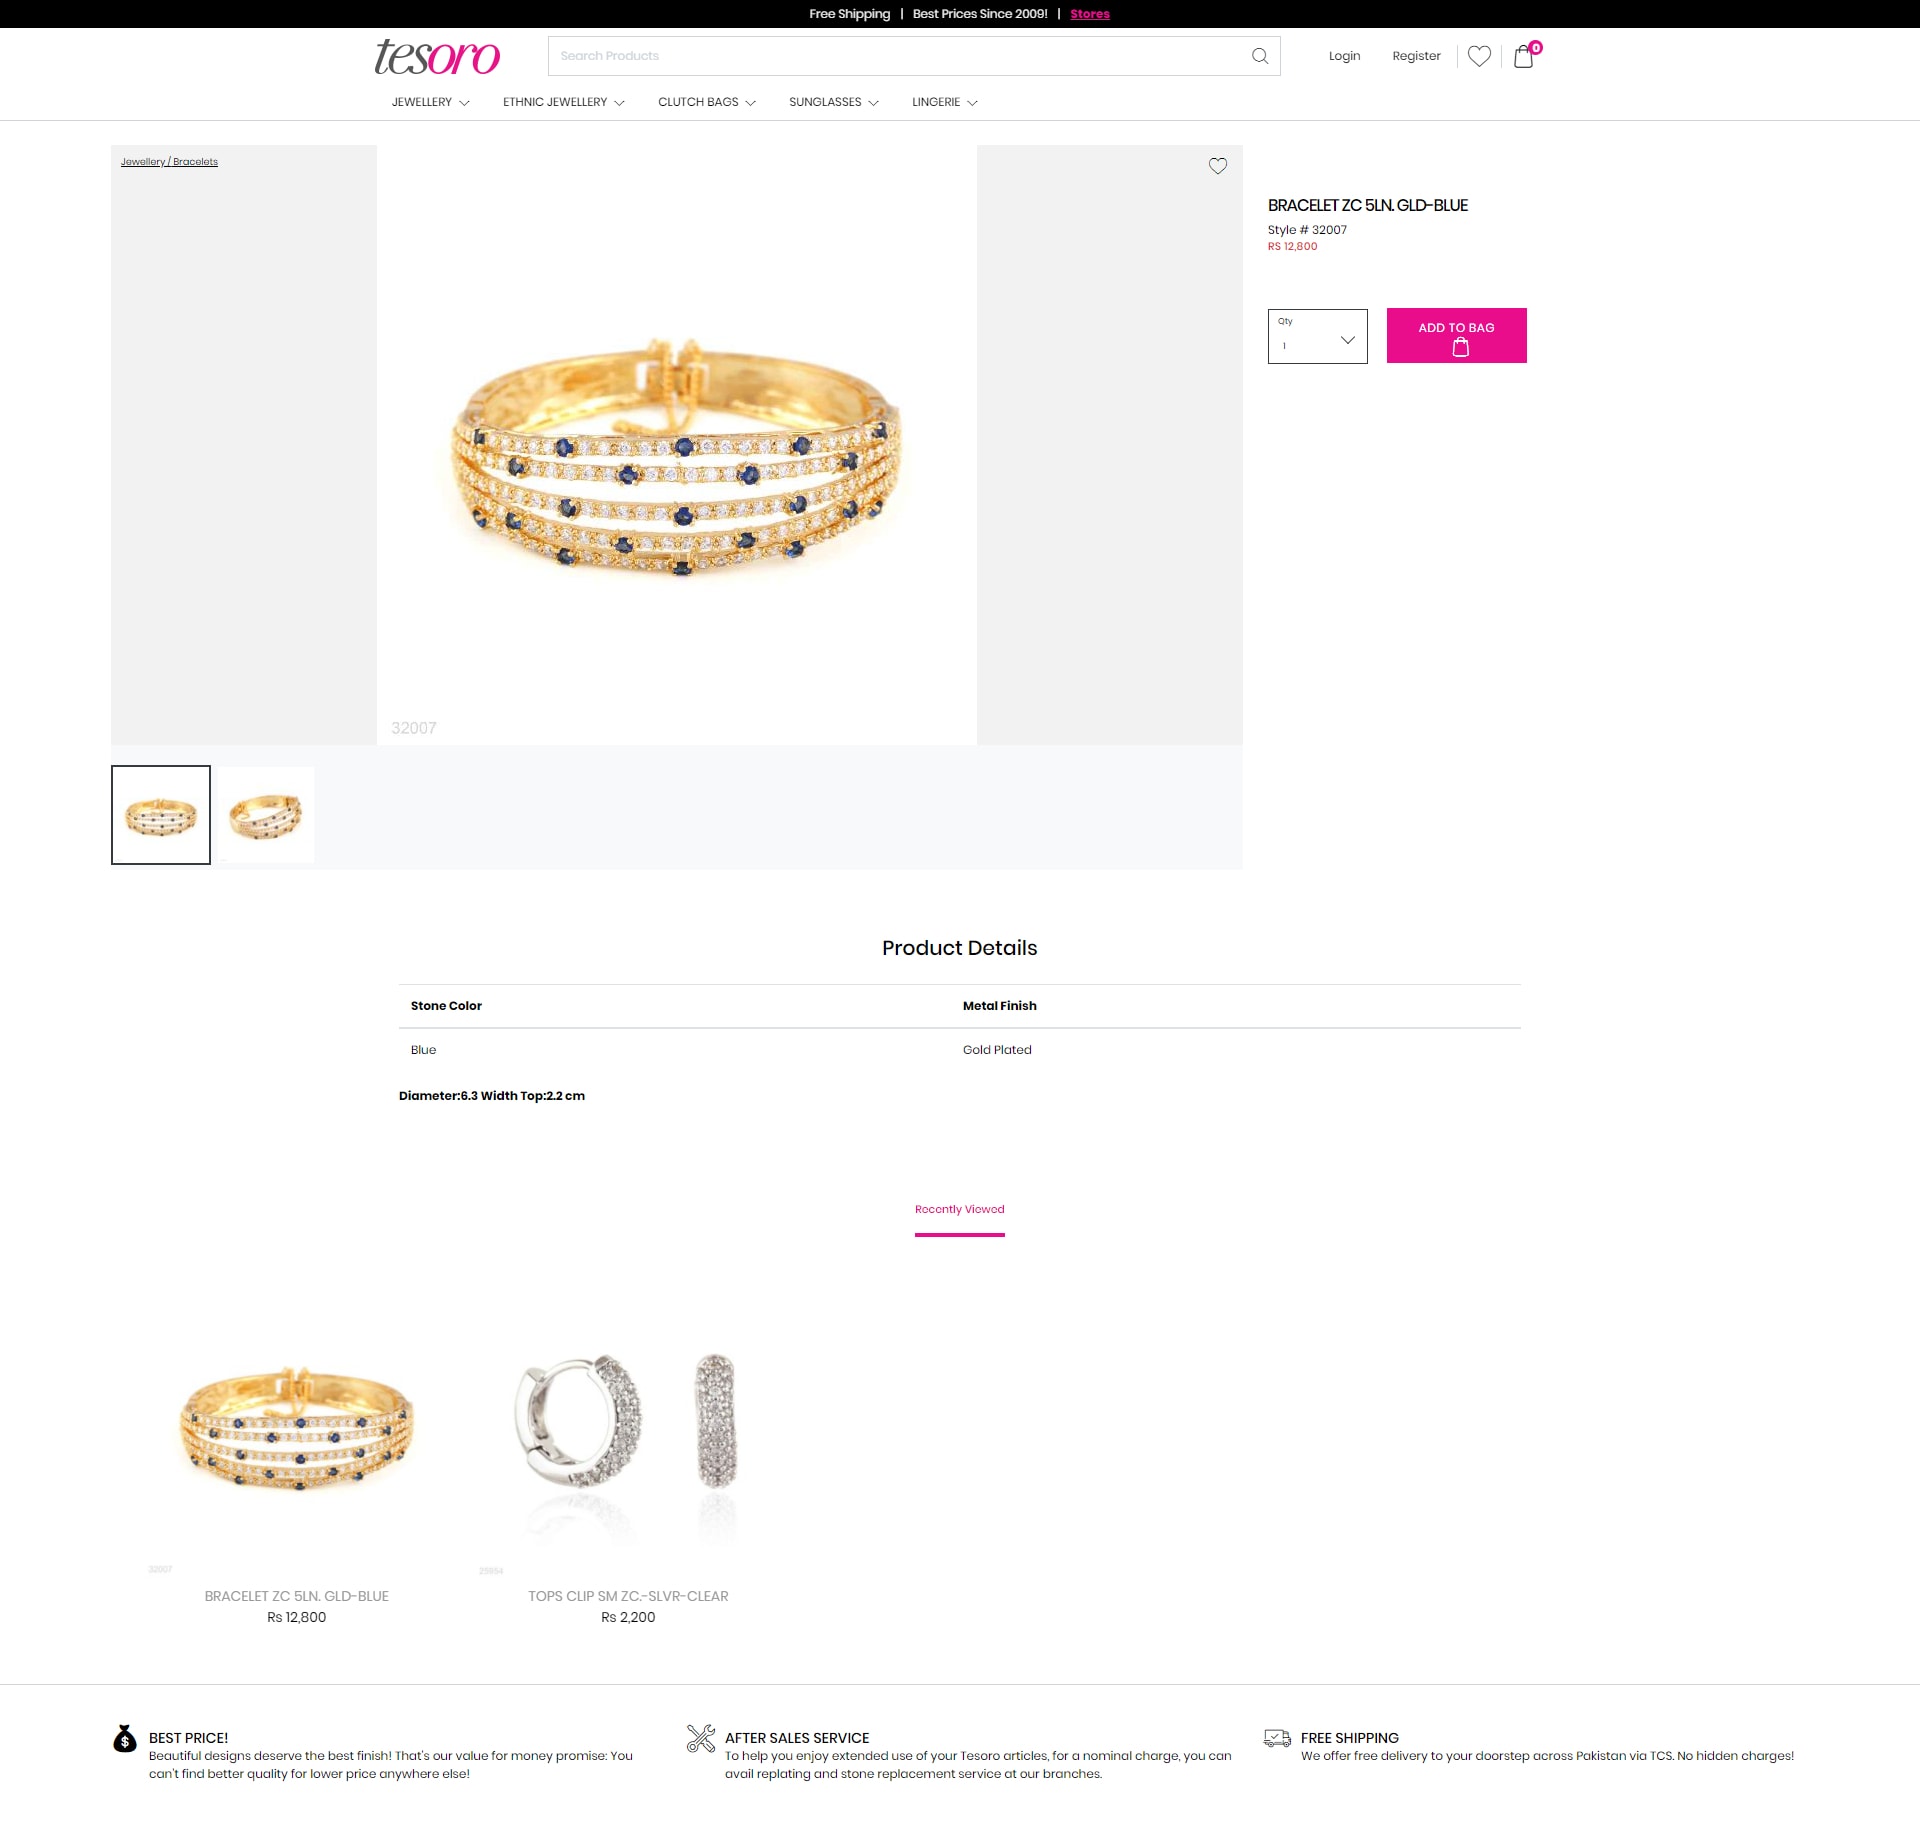 Free Shipping | Best Prices Since 2009! | Stores
tesoro
Search Products
Login
Register
0
JEWELLERY
ETHNIC JEWELLERY
CLUTCH BAGS
SUNGLASSES
LINGERIE
Jewellery / Bracelets
BRACELET ZC 5LN. GLD-BLUE
Style # 32007
RS 12,800
Qty
1
ADD TO BAG
32007
Product Details
Stone Color Metal Finish
Blue Gold Plated
Diameter:6.3 Width Top:2.2 cm
Recently Viewed
32007
BRACELET ZC 5LN. GLD-BLUE
Rs 12,800
25954
TOPS CLIP SM ZC.-SLVR-CLEAR
Rs 2,200
BEST PRICE!
Beautiful designs deserve the best finish! That's our value for money promise: You
can't find better quality for lower price anywhere else!
AFTER SALES SERVICE
To help you enjoy extended use of your Tesoro articles, for a nominal charge, you can
avail replating and stone replacement service at our branches.
FREE SHIPPING
We offer free delivery to your doorstep across Pakistan via TCS. No hidden charges!